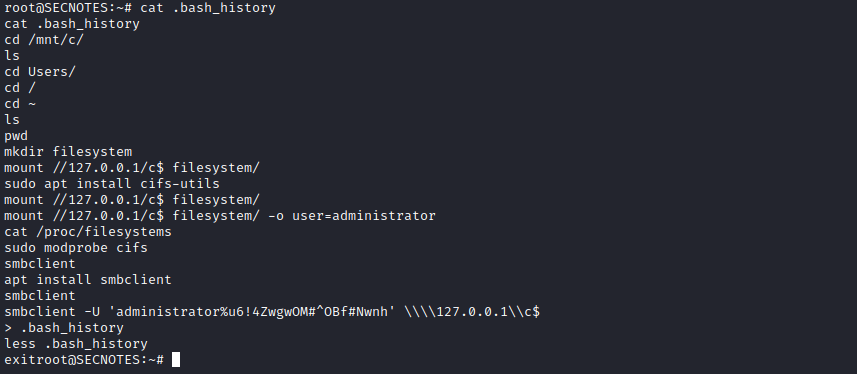 root@SECNOTES:~# cat .bash_history
cat .bash_history
cd /mnt/c/
ls
cd Users/
cd /
cd ~
ls
pwd
mkdir filesystem
mount //127.0.0.1/c$ filesystem/
sudo apt install cifs-utils
mount //127.0.0.1/c$ filesystem/
mount //127.0.0.1/c$ filesystem/ -o user=administrator
cat /proc/filesystems
sudo modprobe cifs
smbclient
apt install smbclient
smbclient
smbclient -U 'administrator%u6!4ZwgwOM#^OBf#Nwnh' \\\\127.0.0.1\\c$
> .bash_history
less .bash_history
exitroot@SECNOTES:~#